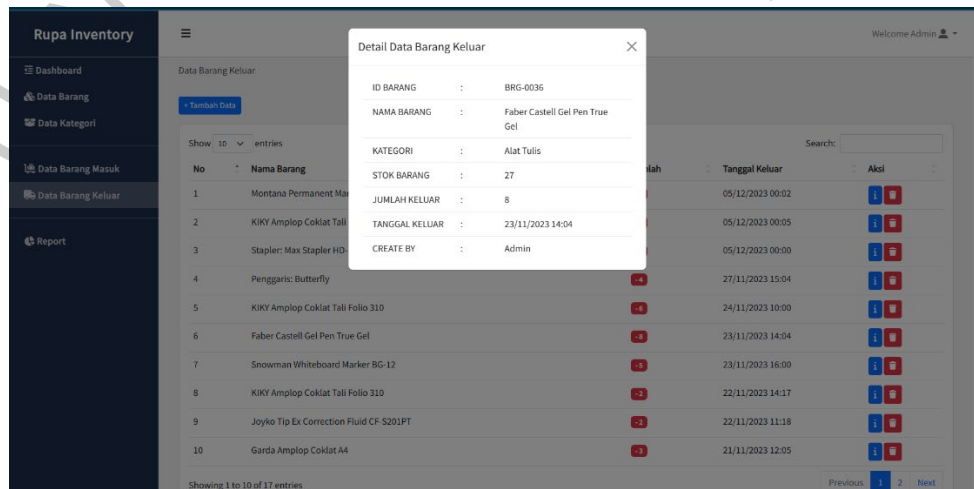 Rupa Inventory
Welcome Admin
Dashboard
Data Barang
Data Kategori
Data Barang Masuk
Data Barang Keluar
Report
Data Barang Keluar
+ Tambah Data
Show 10 entries
Search:
No Nama Barang Tanggal Keluar Aksi
1 Montana Permanent 05/12/2023 00:02
2 KIKY Amplop Coklat Tali 05/12/2023 00:05
3 Stapler: Max Stapler HD- 05/12/2023 00:00
4 Penggaris: Butterfly -4 27/11/2023 15:04
5 KIKY Amplop Coklat Tali Folio 310 -6 24/11/2023 10:00
6 Faber Castell Gel Pen True Gel -8 23/11/2023 14:04
7 Snowman Whiteboard Marker BG-12 -5 23/11/2023 16:00
8 KIKY Amplop Coklat Tali Folio 310 -2 22/11/2023 14:17
9 Joyko Tip Ex Correction Fluid CF-S201PT -2 22/11/2023 11:18
10 Garda Amplop Coklat A4 -3 21/11/2023 12:05
Showing 1 to 10 of 17 entries
Previous 1 2 Next
Detail Data Barang Keluar
ID BARANG : BRG-0036
NAMA BARANG : Faber Castell Gel Pen True
Gel
KATEGORI : Alat Tulis
STOK BARANG : 27
JUMLAH KELUAR : 8
TANGGAL KELUAR : 23/11/2023 14:04
CREATE BY : Admin